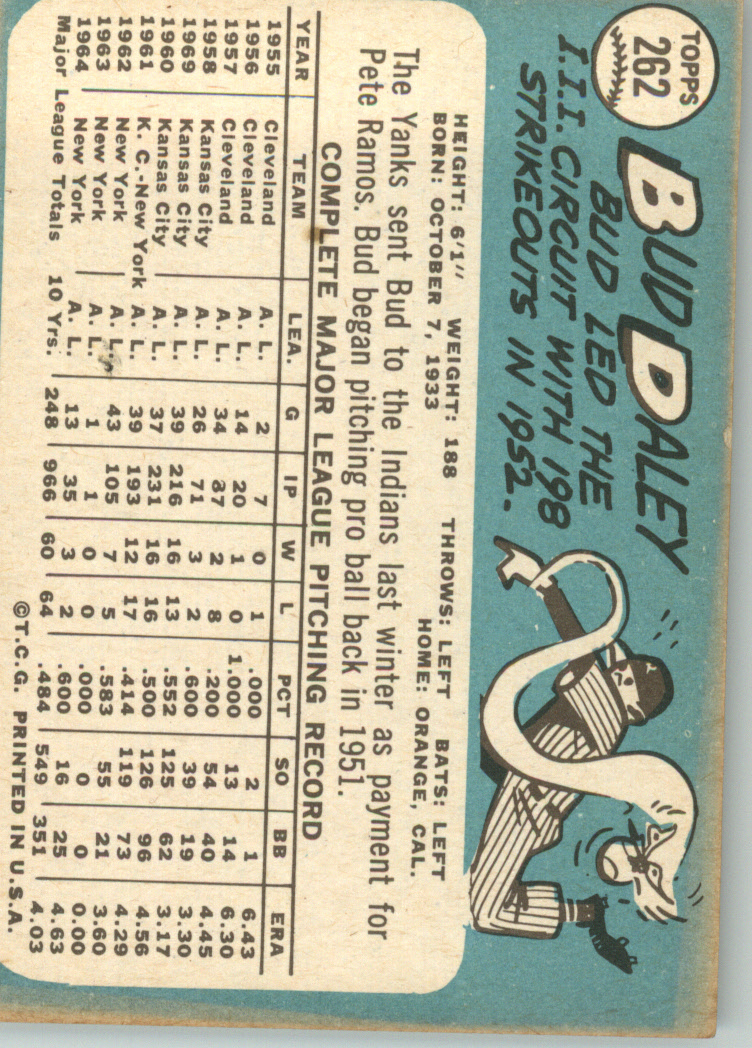 TOPPS
262
BUD DALEY
BUD LED THE
I.I.I. CIRCUIT WITH 198
STRIKEOUTS IN 1952.
HEIGHT: 6'1" WEIGHT: 188 THROWS: LEFT BATS: LEFT
BORN: OCTOBER 7, 1933 HOME: ORANGE, CAL.
The Yanks sent Bud to the Indians last winter as payment for
Pete Ramos. Bud began pitching pro ball back in 1951.
COMPLETE MAJOR LEAGUE PITCHING RECORD
YEAR TEAM LEA. G IP W L PCT SO BB ERA
1955 Cleveland A. L. 2 7 0 1 .000 2 1 6.43
1956 Cleveland A. L. 14 20 1 0 1.000 13 14 6.30
1957 Cleveland A. L. 34 87 2 8 .200 54 40 4.45
1958 Kansas City A. L. 26 71 3 2 .600 39 19 3.30
1969 Kansas City A. L. 39 216 16 13 .552 125 62 3.17
1960 Kansas City A. L. 37 231 16 16 .500 126 96 4.56
1961 K. C.-New York A. L. 39 193 12 17 .414 119 73 4.29
1962 New York A. L. 43 105 7 5 .583 55 21 3.60
1963 New York A. L. 1 1 0 0 .000 0 0 0.00
1964 New York A. L. 13 35 3 2 .600 16 25 4.63
Major League Totals 10 Yrs. 248 966 60 64 .484 549 351 4.03
©T.C.G. PRINTED IN U.S.A.